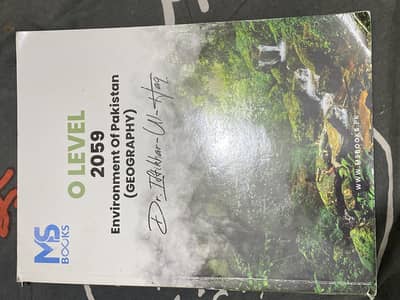 O LEVEL
2059
Environment Of Pakistan
(GEOGRAPHY)
Dr. Iftikhar-Ul-Haq
MS
BOOKS
WWW.MSBOOKS.PK